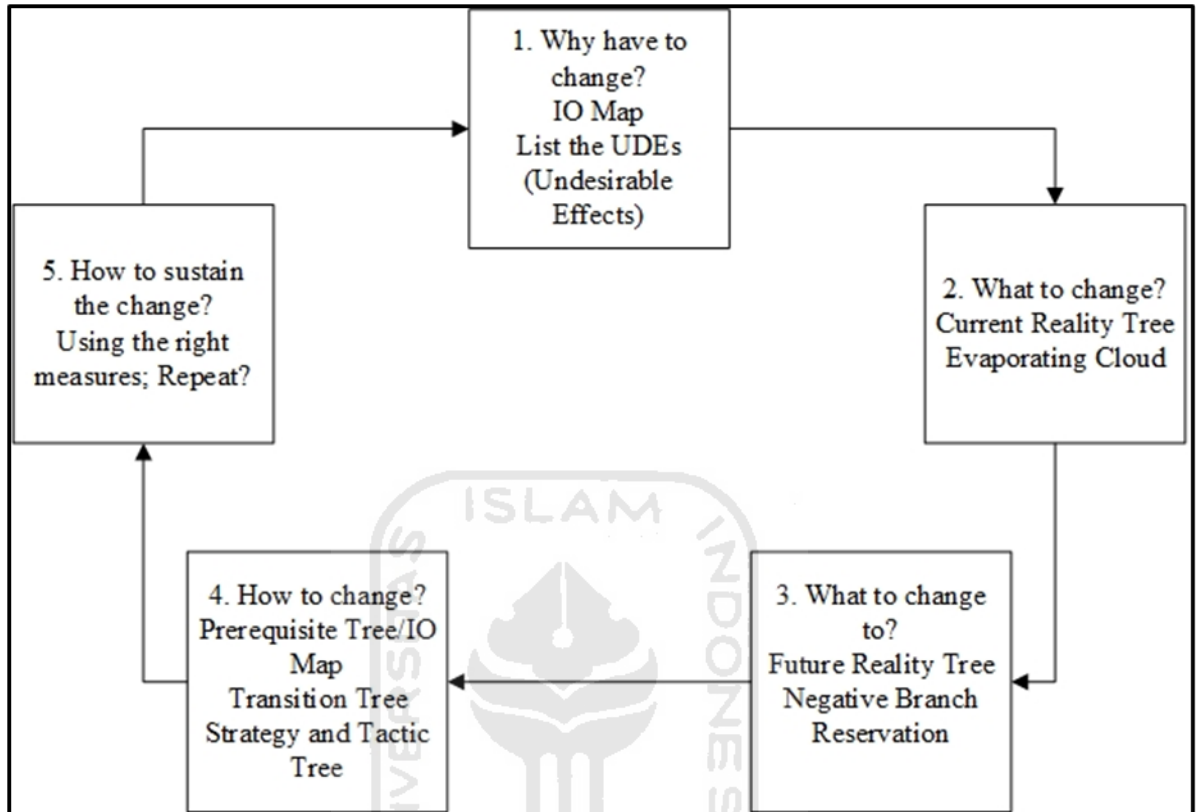 1. Why have to
change?
IO Map
List the UDEs
(Undesirable
Effects)
2. What to change?
Current Reality Tree
Evaporating Cloud
3. What to change
to?
Future Reality Tree
Negative Branch
Reservation
4. How to change?
Prerequisite Tree/IO
Map
Transition Tree
Strategy and Tactic
Tree
5. How to sustain
the change?
Using the right
measures; Repeat?
ISLAM